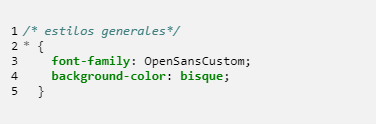 1 /* estilos generales*/
2 * {
3 font-family: OpenSansCustom;
4 background-color: bisque;
5 }